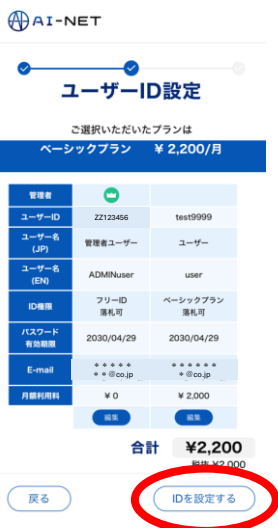 AI-NET
ユーザーID設定
ご選択いただいたプランは
ベーシックプラン ¥ 2,200/月
管理者
ユーザーID ZZ123456 test9999
ユーザー名
(JP) 管理者ユーザー ユーザー
ユーザー名
(EN) ADMINuser user
ID権限 フリーID
落札可 ベーシックプラン
落札可
パスワード
有効期限 2030/04/29 2030/04/29
E-mail *****
**@co.jp ******
*@co.jp
月額利用料 ¥ 0 ¥ 2,000
編集 編集
合計 ¥2,200
税抜 ¥2,000
戻る IDを設定する